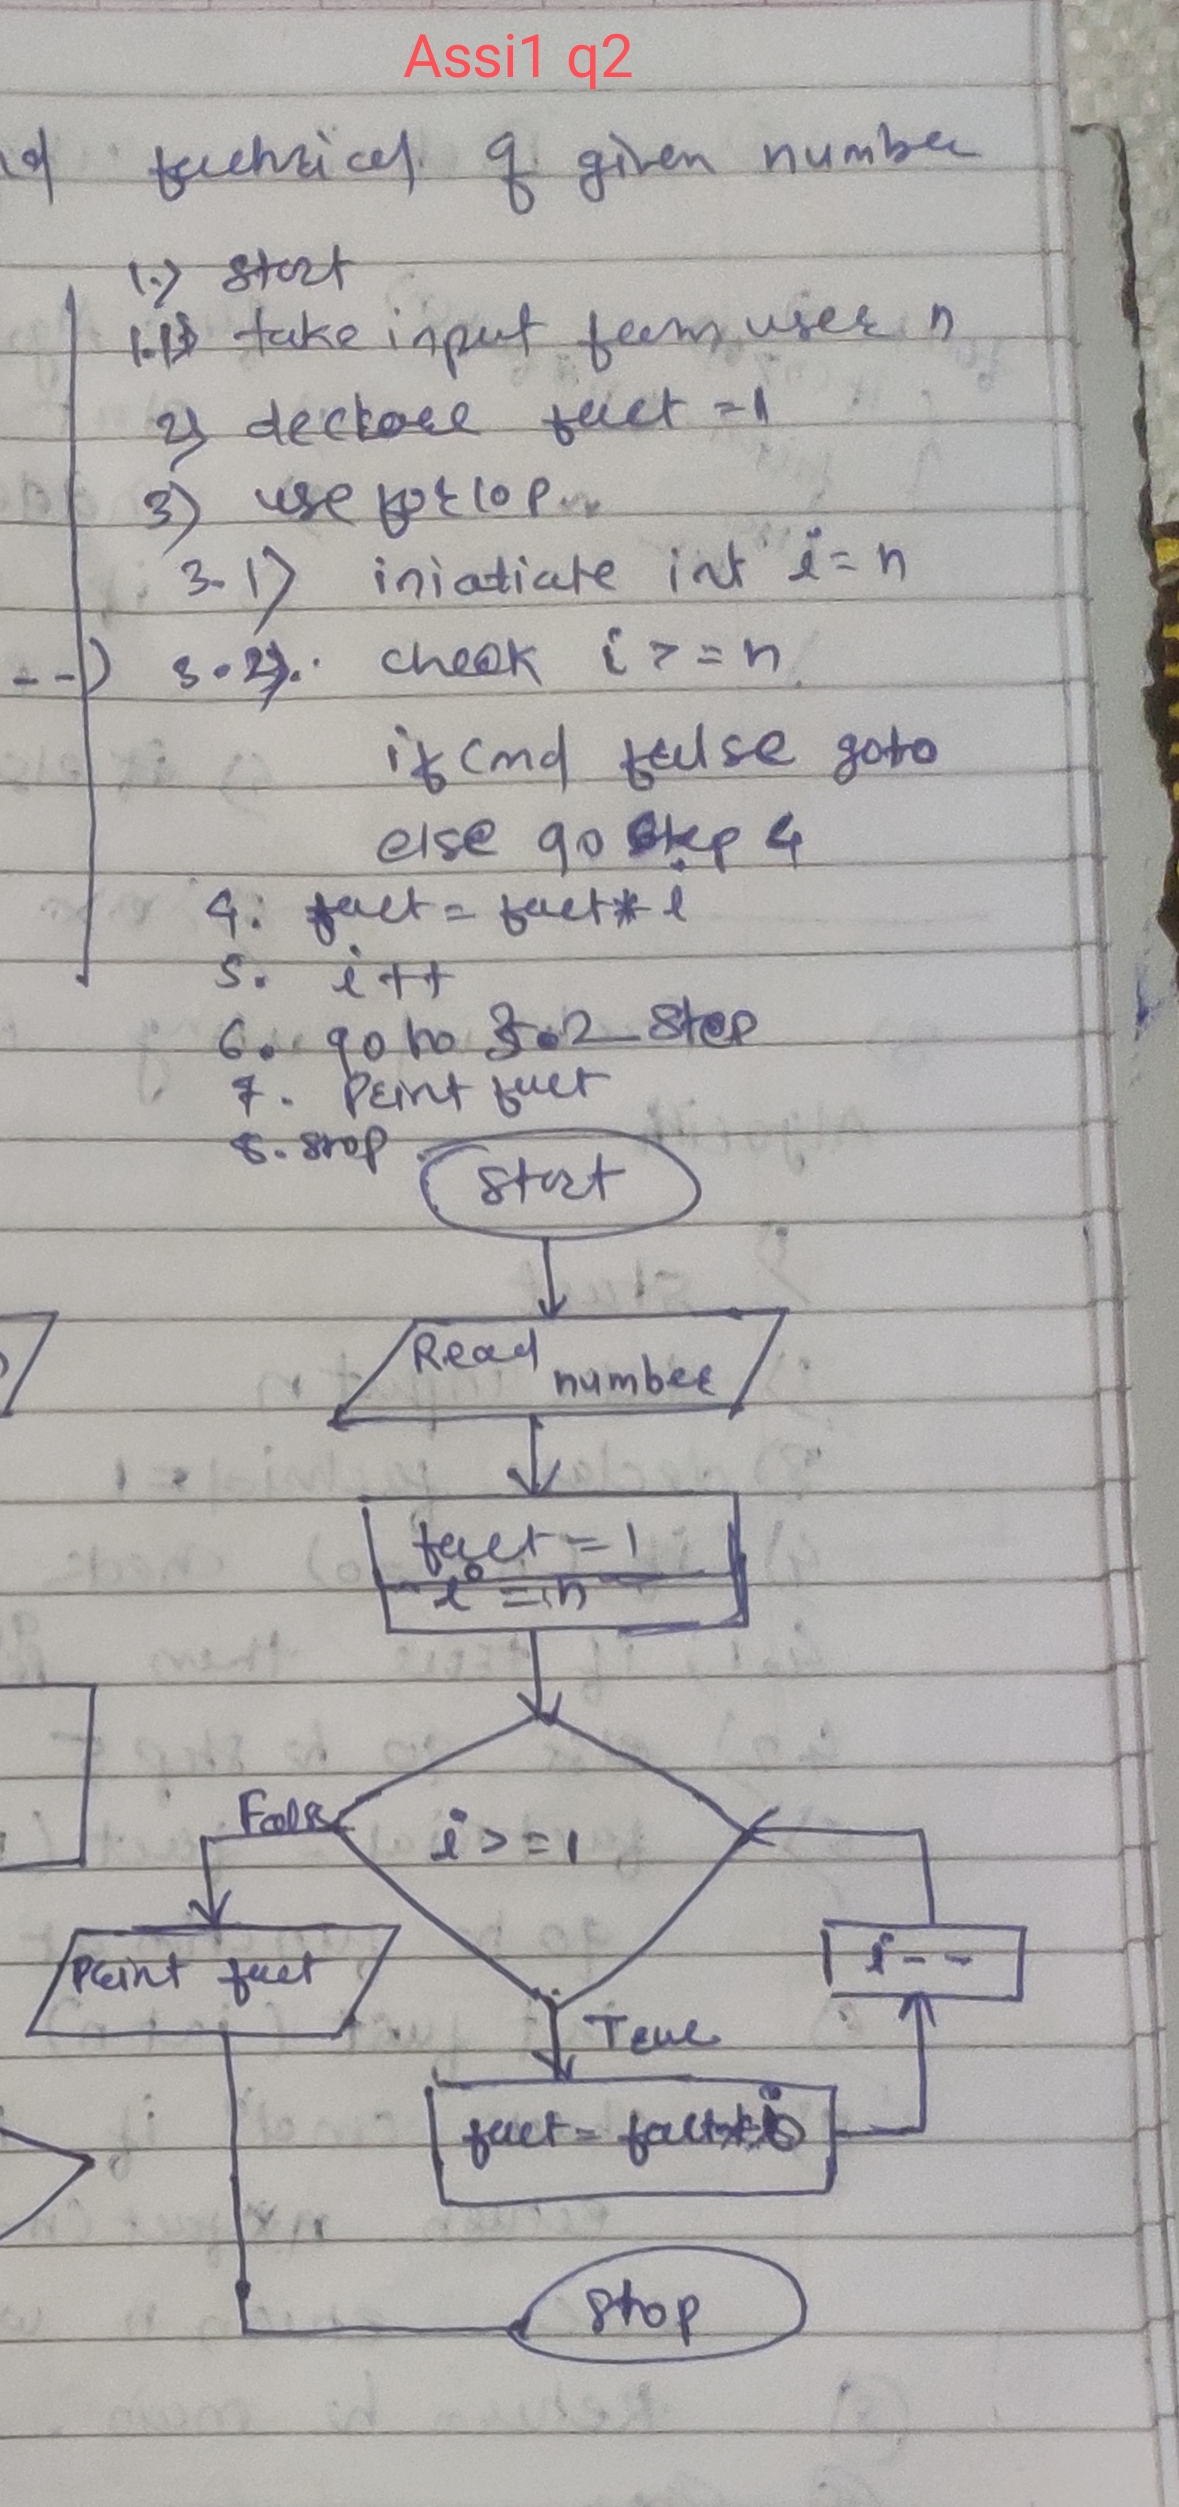 Assi1 q2
factorial of given number
1.) start
1.1) take input from user n
2) declare fact = 1
3) use for lop
3.1) iniatiate int i = n
3.2). check i >= n
if cnd false goto
else go step 4
4. fact = fact * i
5. i++
6. go to 3.2 step
7. Print fact
8. stop
start
Read
number
fact = 1
i = n
False
i >= 1
Print fact
i--
True
fact = fact * i
stop